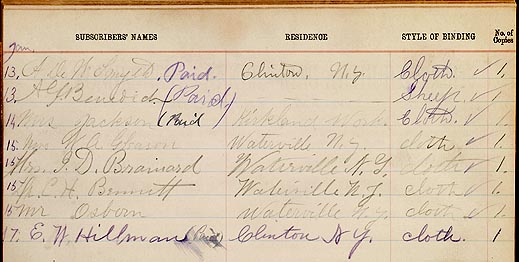 SUBSCRIBERS' NAMES RESIDENCE STYLE OF BINDING No. of Copies
Jan.
13, A. de W. Smyth, Paid. Clinton, N.Y. Cloth. ✓ 1,
13. A G Benedict (Paid) Sheep ✓ 1,
14. Mrs Jackson (Paid) Kirkland Cloth. ✓ 1,
15. Mrs A. Gleason Waterville N.Y. cloth ✓ 1.
15 Mrs. J. D. Brainard Waterville N.Y. cloth ✓ 1.
15 H. Bennett Waterville N.Y. cloth ✓ 1.
15 Mr Osborn Waterville N.Y. cloth ✓ 1.
17. E. W. Hillman (Paid) Clinton N.Y. cloth. 1